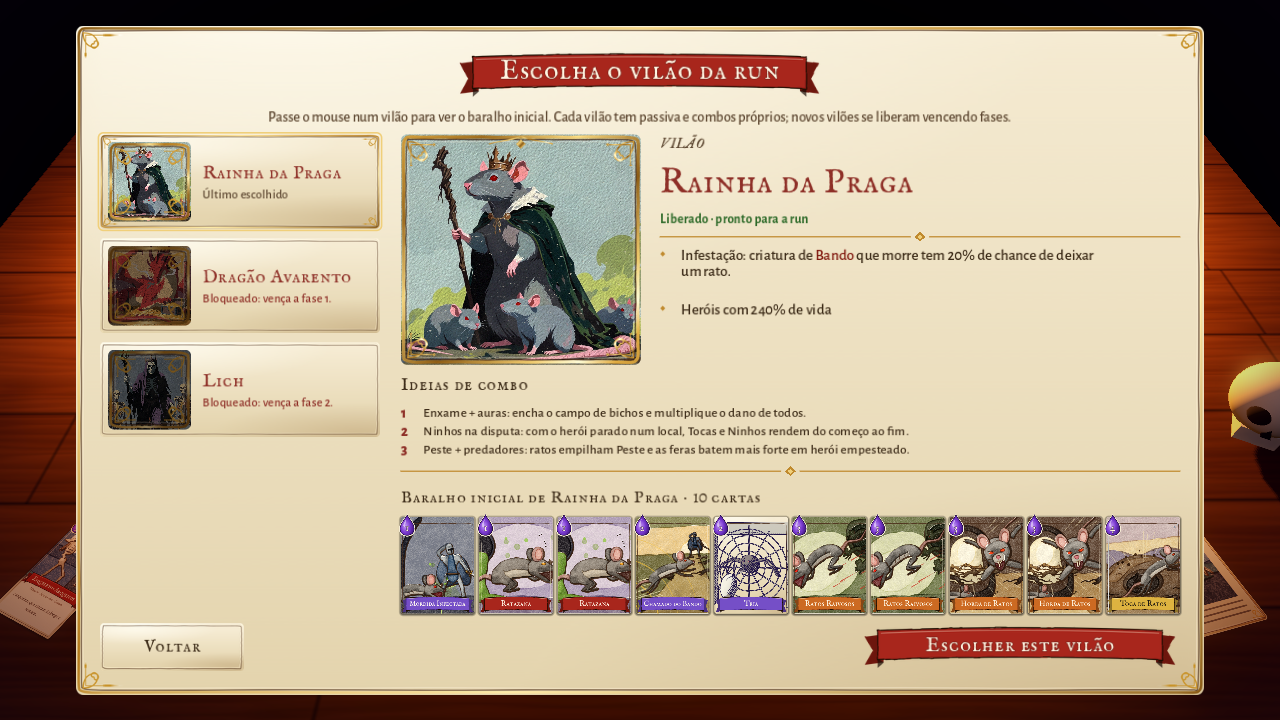 Escolha o vilão da run
Passe o mouse num vilão para ver o baralho inicial. Cada vilão tem passiva e combos próprios; novos vilões se liberam vencendo fases.
Rainha da Praga
Último escolhido
Dragão Avarento
Bloqueado: vença a fase 1.
Lich
Bloqueado: vença a fase 2.
VILÃO
Rainha da Praga
Liberado · pronto para a run
Infestação: criatura de Bando que morre tem 20% de chance de deixar
um rato.
Heróis com 240% de vida
Ideias de combo
1 Enxame + auras: encha o campo de bichos e multiplique o dano de todos.
2 Ninhos na disputa: com o herói parado num local, Tocas e Ninhos rendem do começo ao fim.
3 Peste + predadores: ratos empilham Peste e as feras batem mais forte em herói empesteado.
Baralho inicial de Rainha da Praga · 10 cartas
Mordida Infectada
Ratazana
Ratazana
Chamado do Bando
Teia
Ratos Raivosos
Ratos Raivosos
Horda de Ratos
Horda de Ratos
Toca de Ratos
Voltar
Escolher este vilão